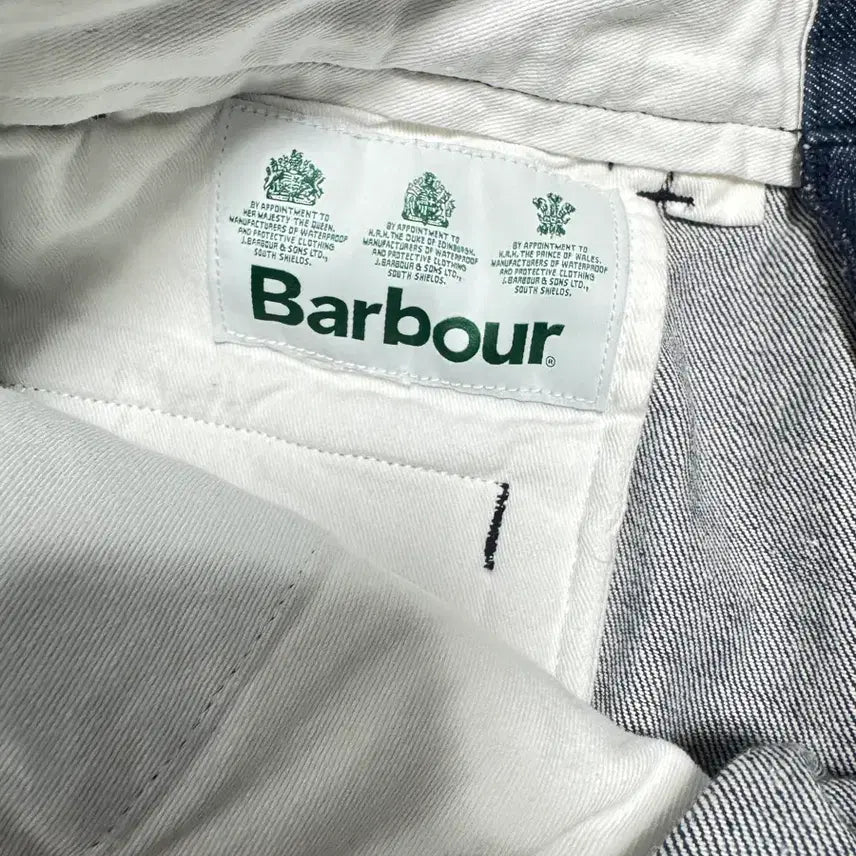 BY APPOINTMENT TO
HER MAJESTY THE QUEEN.
MANUFACTURERS OF WATERPROOF
AND PROTECTIVE CLOTHING
J.BARBOUR & SONS LTD.,
SOUTH SHIELDS.
BY APPOINTMENT TO
H.R.H. THE DUKE OF EDINBURGH.
MANUFACTURERS OF WATERPROOF
AND PROTECTIVE CLOTHING
J.BARBOUR & SONS LTD.,
SOUTH SHIELDS.
BY APPOINTMENT TO
H.R.H. THE PRINCE OF WALES.
MANUFACTURERS OF WATERPROOF
AND PROTECTIVE CLOTHING
J.BARBOUR & SONS LTD.,
SOUTH SHIELDS.
Barbour®